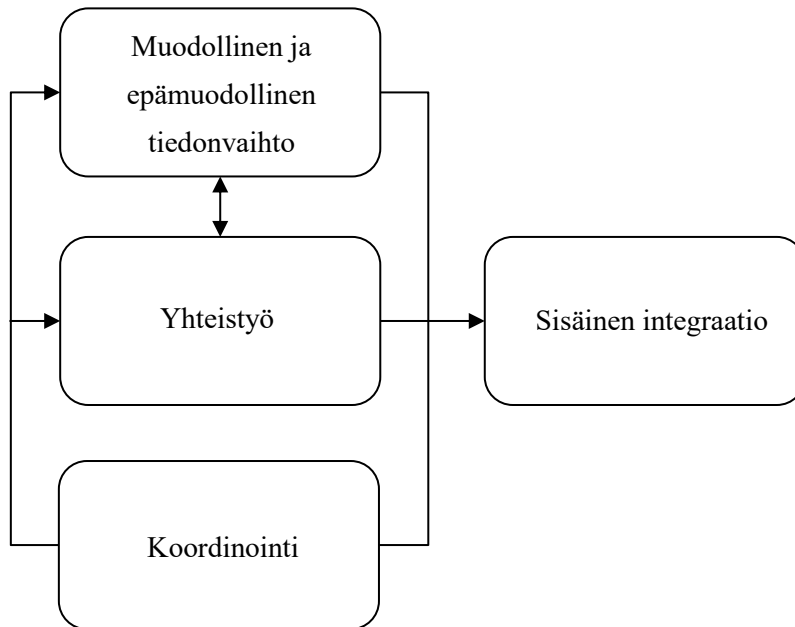 Muodollinen ja
epämuodollinen
tiedonvaihto
Yhteistyö
Sisäinen integraatio
Koordinointi